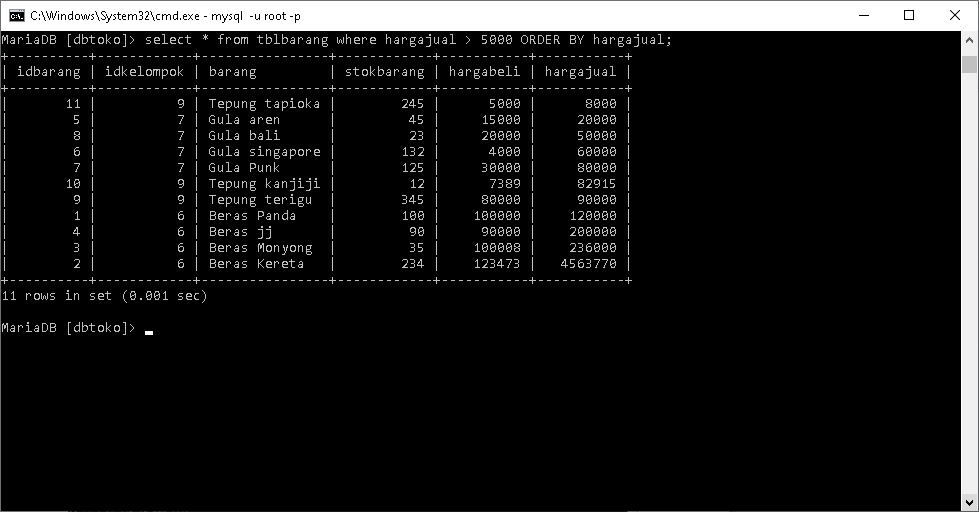 C:\Windows\System32\cmd.exe - mysql -u root -p
MariaDB [dbtoko]> select * from tblbarang where hargajual > 5000 ORDER BY hargajual;
+----------+------------+-----------------+------------+-----------+-----------+
| idbarang | idkelompok | barang          | stokbarang | hargabeli | hargajual |
+----------+------------+-----------------+------------+-----------+-----------+
|       11 |          9 | Tepung tapioka  |        245 |      5000 |      8000 |
|        5 |          7 | Gula aren       |         45 |     15000 |     20000 |
|        8 |          7 | Gula bali       |         23 |     20000 |     50000 |
|        6 |          7 | Gula singapore  |        132 |      4000 |     60000 |
|        7 |          7 | Gula Punk       |        125 |     30000 |     80000 |
|       10 |          9 | Tepung kanjiji  |         12 |      7389 |     82915 |
|        9 |          9 | Tepung terigu   |        345 |     80000 |     90000 |
|        1 |          6 | Beras Panda     |        100 |    100000 |    120000 |
|        4 |          6 | Beras jj        |         90 |     90000 |    200000 |
|        3 |          6 | Beras Monyong   |         35 |    100008 |    236000 |
|        2 |          6 | Beras Kereta    |        234 |    123473 |   4563770 |
+----------+------------+-----------------+------------+-----------+-----------+
11 rows in set (0.001 sec)
MariaDB [dbtoko]>